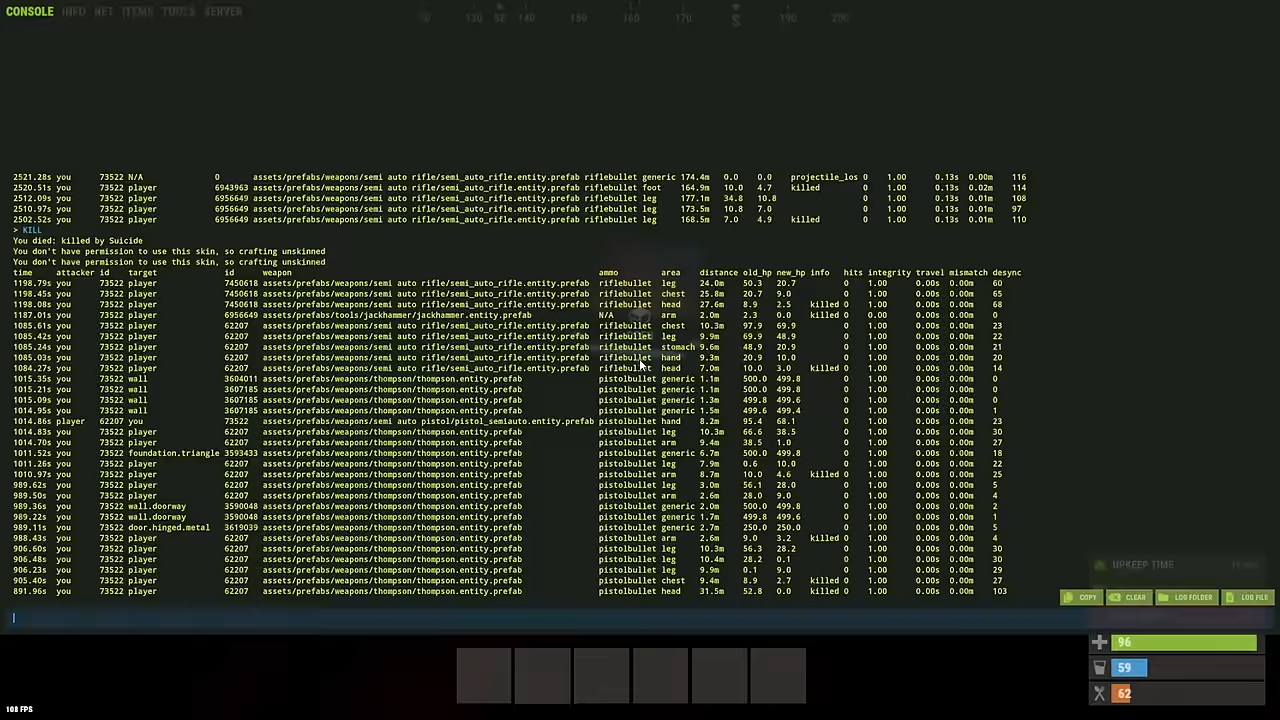 CONSOLE INFO NET ITEMS TOOLS SERVER
130 SE 140 150 160 170 S 190 200
2521.28s you 73522 N/A 0 assets/prefabs/weapons/semi auto rifle/semi_auto_rifle.entity.prefab riflebullet generic 174.4m 0.0 0.0 projectile_los 0 1.00 0.13s 0.00m 116
2520.51s you 73522 player 6943963 assets/prefabs/weapons/semi auto rifle/semi_auto_rifle.entity.prefab riflebullet foot 164.9m 10.0 4.7 killed 0 1.00 0.13s 0.02m 114
2512.09s you 73522 player 6956649 assets/prefabs/weapons/semi auto rifle/semi_auto_rifle.entity.prefab riflebullet leg 177.1m 34.8 10.8 0 1.00 0.13s 0.01m 108
2510.97s you 73522 player 6956649 assets/prefabs/weapons/semi auto rifle/semi_auto_rifle.entity.prefab riflebullet leg 173.5m 10.8 7.0 0 1.00 0.13s 0.01m 97
2502.52s you 73522 player 6956649 assets/prefabs/weapons/semi auto rifle/semi_auto_rifle.entity.prefab riflebullet leg 168.5m 7.0 4.9 killed 0 1.00 0.13s 0.01m 110
> KILL
You died: killed by Suicide
You don't have permission to use this skin, so crafting unskinned
You don't have permission to use this skin, so crafting unskinned
time attacker id target id weapon ammo area distance old_hp new_hp info hits integrity travel mismatch desync
1198.79s you 73522 player 7450618 assets/prefabs/weapons/semi auto rifle/semi_auto_rifle.entity.prefab riflebullet leg 24.0m 50.3 20.7 0 1.00 0.00s 0.00m 60
1198.45s you 73522 player 7450618 assets/prefabs/weapons/semi auto rifle/semi_auto_rifle.entity.prefab riflebullet chest 25.8m 20.7 9.0 0 1.00 0.00s 0.00m 65
1198.08s you 73522 player 7450618 assets/prefabs/weapons/semi auto rifle/semi_auto_rifle.entity.prefab riflebullet head 27.6m 8.9 2.5 killed 0 1.00 0.00s 0.00m 68
1187.01s you 73522 player 6956649 assets/prefabs/tools/jackhammer/jackhammer.entity.prefab N/A arm 2.0m 2.3 0.0 killed 0 0.00 0.00s 0.00m 0
1085.61s you 73522 player 62207 assets/prefabs/weapons/semi auto rifle/semi_auto_rifle.entity.prefab riflebullet chest 10.3m 97.9 69.9 0 1.00 0.00s 0.00m 23
1085.42s you 73522 player 62207 assets/prefabs/weapons/semi auto rifle/semi_auto_rifle.entity.prefab riflebullet leg 9.9m 69.9 48.9 0 1.00 0.00s 0.00m 22
1085.24s you 73522 player 62207 assets/prefabs/weapons/semi auto rifle/semi_auto_rifle.entity.prefab riflebullet stomach 9.6m 48.9 20.9 0 1.00 0.00s 0.00m 21
1085.03s you 73522 player 62207 assets/prefabs/weapons/semi auto rifle/semi_auto_rifle.entity.prefab riflebullet hand 9.3m 20.9 10.0 0 1.00 0.00s 0.00m 20
1084.27s you 73522 player 62207 assets/prefabs/weapons/semi auto rifle/semi_auto_rifle.entity.prefab riflebullet head 7.0m 10.0 3.0 killed 0 1.00 0.00s 0.00m 14
1015.35s you 73522 wall 3604011 assets/prefabs/weapons/thompson/thompson.entity.prefab pistolbullet generic 1.1m 500.0 499.8 0 1.00 0.00s 0.00m 0
1015.21s you 73522 wall 3607185 assets/prefabs/weapons/thompson/thompson.entity.prefab pistolbullet generic 1.1m 500.0 499.8 0 1.00 0.00s 0.00m 0
1015.09s you 73522 wall 3607185 assets/prefabs/weapons/thompson/thompson.entity.prefab pistolbullet generic 1.3m 499.8 499.6 0 1.00 0.00s 0.00m 0
1014.95s you 73522 wall 3607185 assets/prefabs/weapons/thompson/thompson.entity.prefab pistolbullet generic 1.5m 499.6 499.4 0 1.00 0.00s 0.00m 1
1014.86s player 62207 you 73522 assets/prefabs/weapons/semi auto pistol/pistol_semiauto.entity.prefab pistolbullet hand 8.2m 95.4 68.1 0 1.00 0.00s 0.00m 23
1014.83s you 73522 player 62207 assets/prefabs/weapons/thompson/thompson.entity.prefab pistolbullet leg 10.3m 66.6 38.5 0 1.00 0.00s 0.00m 30
1014.70s you 73522 player 62207 assets/prefabs/weapons/thompson/thompson.entity.prefab pistolbullet arm 9.4m 38.5 1.0 0 1.00 0.00s 0.00m 27
1011.52s you 73522 foundation.triangle 3593433 assets/prefabs/weapons/thompson/thompson.entity.prefab pistolbullet generic 6.7m 500.0 499.8 0 1.00 0.00s 0.00m 18
1011.26s you 73522 player 62207 assets/prefabs/weapons/thompson/thompson.entity.prefab pistolbullet leg 7.9m 0.6 10.0 0 1.00 0.00s 0.00m 22
1010.97s you 73522 player 62207 assets/prefabs/weapons/thompson/thompson.entity.prefab pistolbullet arm 8.7m 10.0 4.6 killed 0 1.00 0.00s 0.00m 25
989.62s you 73522 player 62207 assets/prefabs/weapons/thompson/thompson.entity.prefab pistolbullet leg 3.0m 56.1 28.0 0 1.00 0.00s 0.00m 5
989.50s you 73522 player 62207 assets/prefabs/weapons/thompson/thompson.entity.prefab pistolbullet arm 2.6m 28.0 9.0 0 1.00 0.00s 0.00m 4
989.36s you 73522 wall.doorway 3590048 assets/prefabs/weapons/thompson/thompson.entity.prefab pistolbullet generic 2.0m 500.0 499.8 0 1.00 0.00s 0.00m 2
989.22s you 73522 wall.doorway 3590048 assets/prefabs/weapons/thompson/thompson.entity.prefab pistolbullet generic 1.7m 499.8 499.6 0 1.00 0.00s 0.00m 1
989.11s you 73522 door.hinged.metal 3619039 assets/prefabs/weapons/thompson/thompson.entity.prefab pistolbullet generic 2.7m 250.0 250.0 0 1.00 0.00s 0.00m 5
988.43s you 73522 player 62207 assets/prefabs/weapons/thompson/thompson.entity.prefab pistolbullet arm 2.6m 9.0 3.2 killed 0 1.00 0.00s 0.00m 4
906.60s you 73522 player 62207 assets/prefabs/weapons/thompson/thompson.entity.prefab pistolbullet leg 10.3m 56.3 28.2 0 1.00 0.00s 0.00m 30
906.48s you 73522 player 62207 assets/prefabs/weapons/thompson/thompson.entity.prefab pistolbullet leg 10.4m 28.2 0.1 0 1.00 0.00s 0.00m 30
906.23s you 73522 player 62207 assets/prefabs/weapons/thompson/thompson.entity.prefab pistolbullet leg 9.9m 0.1 9.0 0 1.00 0.00s 0.00m 29
905.40s you 73522 player 62207 assets/prefabs/weapons/thompson/thompson.entity.prefab pistolbullet chest 9.4m 8.9 2.7 killed 0 1.00 0.00s 0.00m 27
891.96s you 73522 player 62207 assets/prefabs/weapons/thompson/thompson.entity.prefab pistolbullet head 31.5m 52.8 0.0 killed 0 1.00 0.00s 0.00m 103
UPKEEP TIME
COPY CLEAR LOG FOLDER LOG FILE
96
59
62
108 FPS